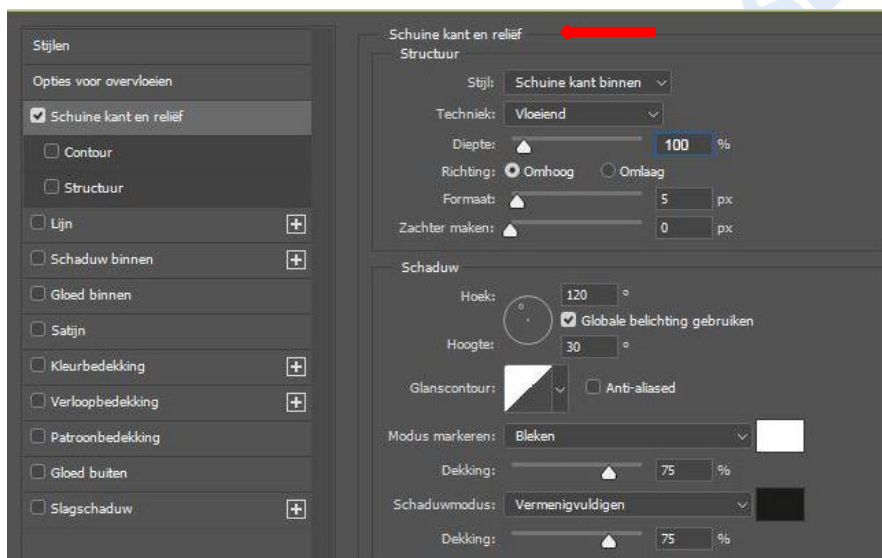 Stijlen
Opties voor overvloeien
Schuine kant en reliëf
Contour
Structuur
Lijn
Schaduw binnen
Gloed binnen
Satijn
Kleurbedekking
Verloopbedekking
Patroonbedekking
Gloed buiten
Slagschaduw
Schuine kant en reliëf
Structuur
Stijl: Schuine kant binnen
Techniek: Vloeiend
Diepte: 100 %
Richting: Omhoog Omlaag
Formaat: 5 px
Zachter maken: 0 px
Schaduw
Hoek: 120 °
Globale belichting gebruiken
Hoogte: 30 °
Glanscontour: Anti-aliased
Modus markeren: Bleken
Dekking: 75 %
Schaduwmodus: Vermenigvuldigen
Dekking: 75 %